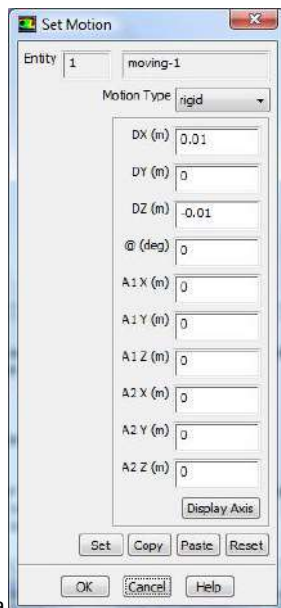 Set Motion
Entity 1 moving-1
Motion Type rigid
DX (m) 0.01
DY (m) 0
DZ (m) -0.01
@ (deg) 0
A1 X (m) 0
A1 Y (m) 0
A1 Z (m) 0
A2 X (m) 0
A2 Y (m) 0
A2 Z (m) 0
Display Axis
Set Copy Paste Reset
OK Cancel Help
a